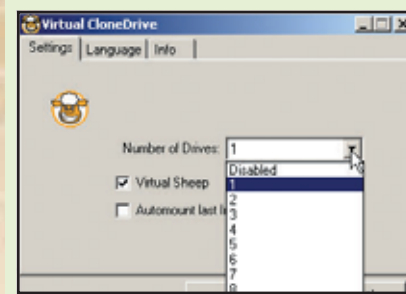 Virtual CloneDrive
Settings Language Info
Number of Drives: 1
Disabled
1
Virtual Sheep
2
3
Automount last
4
5
6
7
8